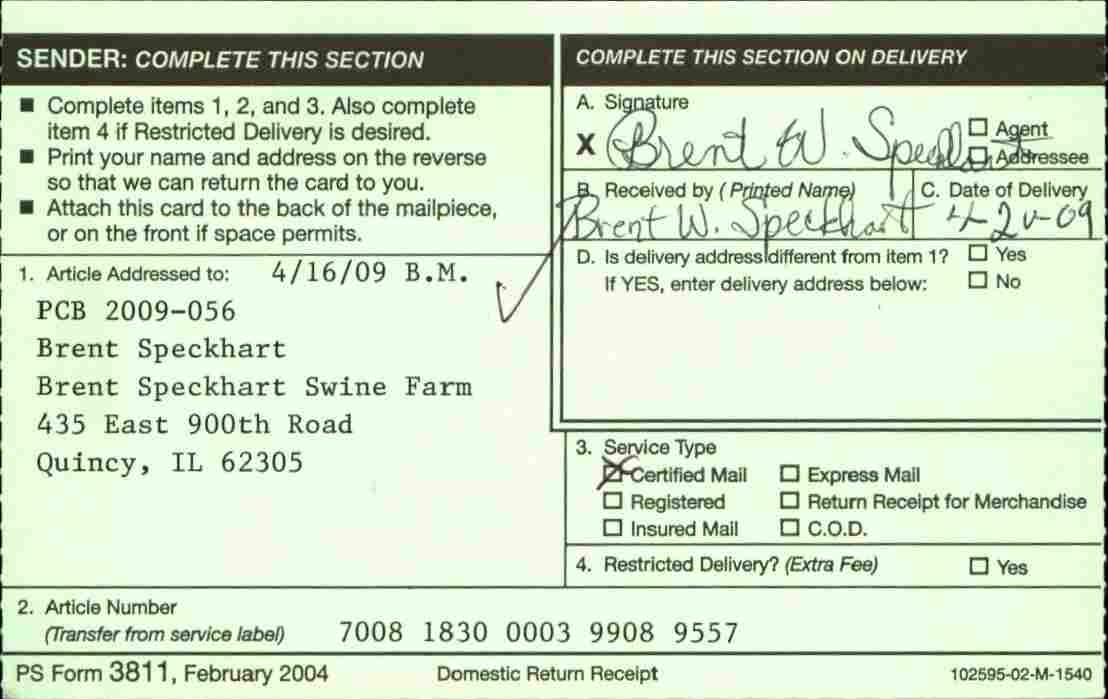 SENDER: COMPLETE THIS SECTION
■ Complete items 1, 2, and 3. Also complete
item 4 if Restricted Delivery is desired.
■ Print your name and address on the reverse
so that we can return the card to you.
■ Attach this card to the back of the mailpiece,
or on the front if space permits.
1. Article Addressed to: 4/16/09 B.M.
PCB 2009-056
Brent Speckhart
Brent Speckhart Swine Farm
435 East 900th Road
Quincy, IL 62305
COMPLETE THIS SECTION ON DELIVERY
A. Signature
X Brent W. Speckhart ☐ Agent
☐ Addressee
B. Received by (Printed Name) C. Date of Delivery
Brent W. Speckhart 4-20-09
D. Is delivery address different from item 1? ☐ Yes
If YES, enter delivery address below: ☐ No
3. Service Type
☒ Certified Mail ☐ Express Mail
☐ Registered ☐ Return Receipt for Merchandise
☐ Insured Mail ☐ C.O.D.
4. Restricted Delivery? (Extra Fee) ☐ Yes
2. Article Number
(Transfer from service label) 7008 1830 0003 9908 9557
PS Form 3811, February 2004 Domestic Return Receipt 102595-02-M-1540